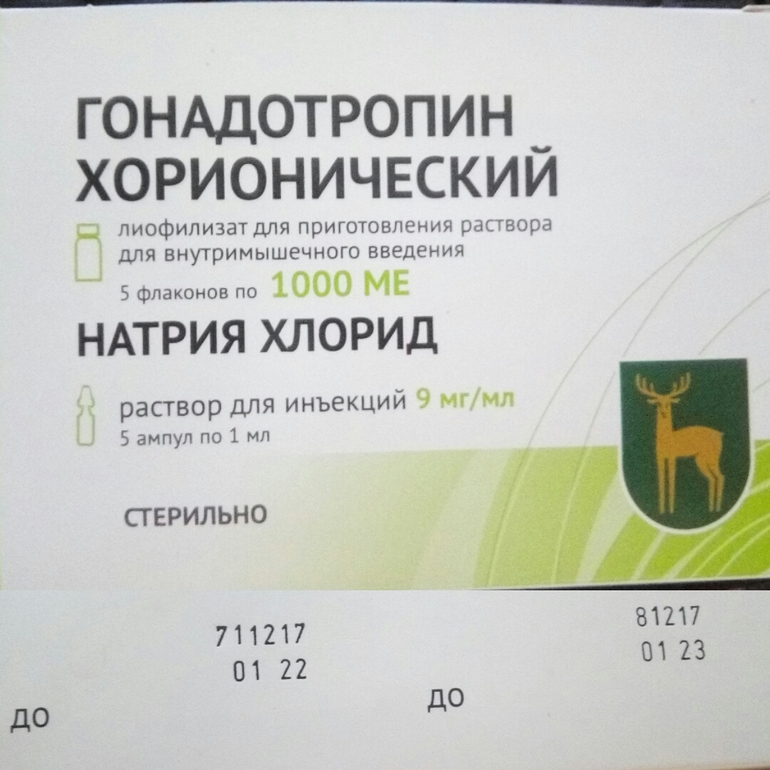 ГОНАДОТРОПИН
ХОРИОНИЧЕСКИЙ
лиофилизат для приготовления раствора
для внутримышечного введения
5 флаконов по 1000 МЕ
НАТРИЯ ХЛОРИД
раствор для инъекций 9 мг/мл
5 ампул по 1 мл
СТЕРИЛЬНО
711217
01 22
ДО
81217
01 23
ДО